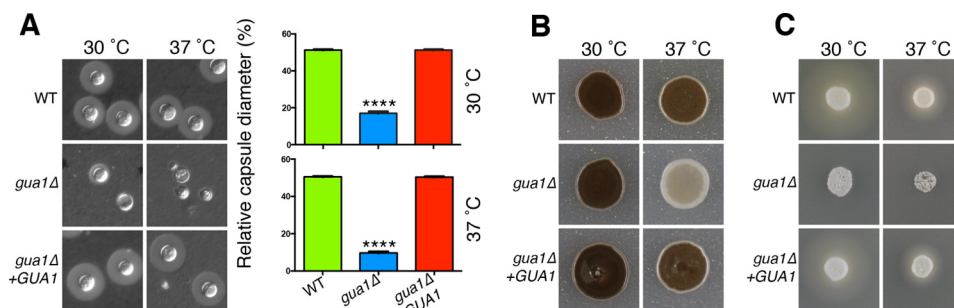 A
30 ˚C 37 ˚C
WT
gua1Δ
gua1Δ
+GUA1
Relative capsule diameter (%)
60
40
20
0
****
30 ˚C
60
40
20
0
****
37 ˚C
WT
gua1Δ
gua1Δ
B
30 ˚C 37 ˚C
WT
gua1Δ
gua1Δ
+GUA1
C
30 ˚C 37 ˚C
WT
gua1Δ
gua1Δ
+GUA1